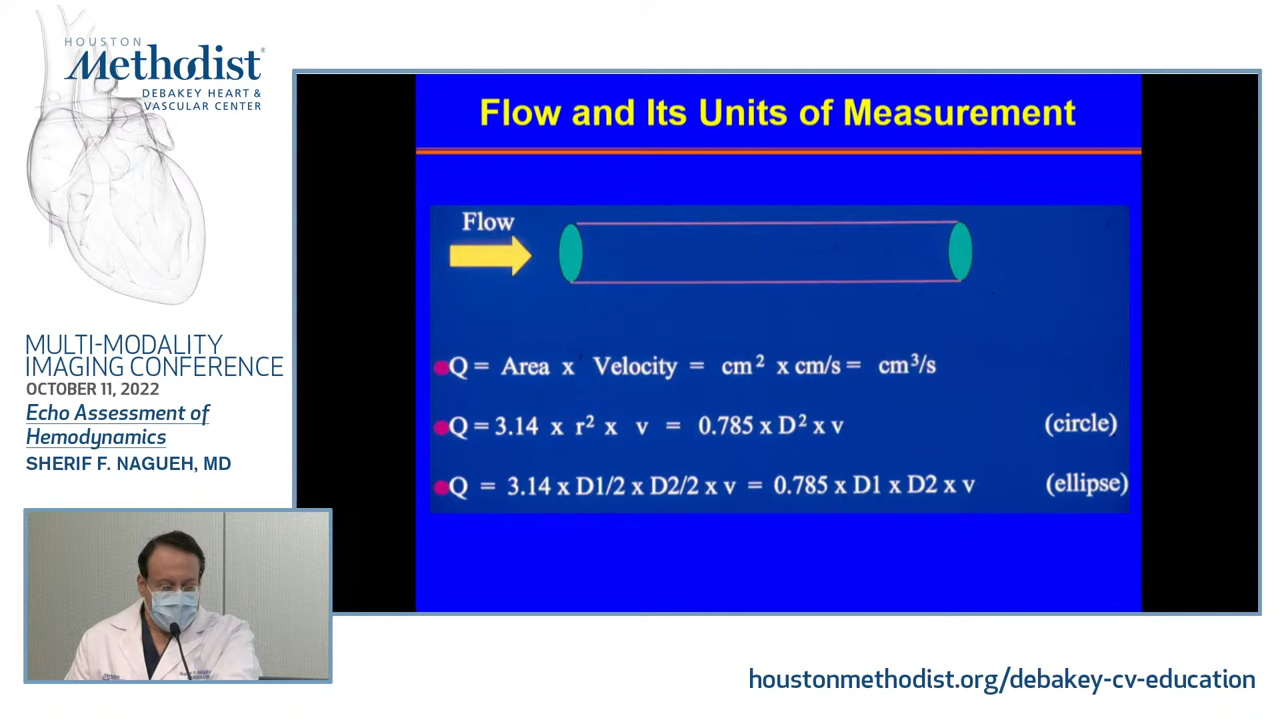 HOUSTON
Methodist®
DEBAKEY HEART &
VASCULAR CENTER
MULTI-MODALITY
IMAGING CONFERENCE
OCTOBER 11, 2022
Echo Assessment of
Hemodynamics
SHERIF F. NAGUEH, MD
Flow and Its Units of Measurement
Flow
Q = Area x Velocity = cm² x cm/s = cm³/s
Q = 3.14 x r² x v = 0.785 x D² x v (circle)
Q = 3.14 x D1/2 x D2/2 x v = 0.785 x D1 x D2 x v (ellipse)
houstonmethodist.org/debakey-cv-education